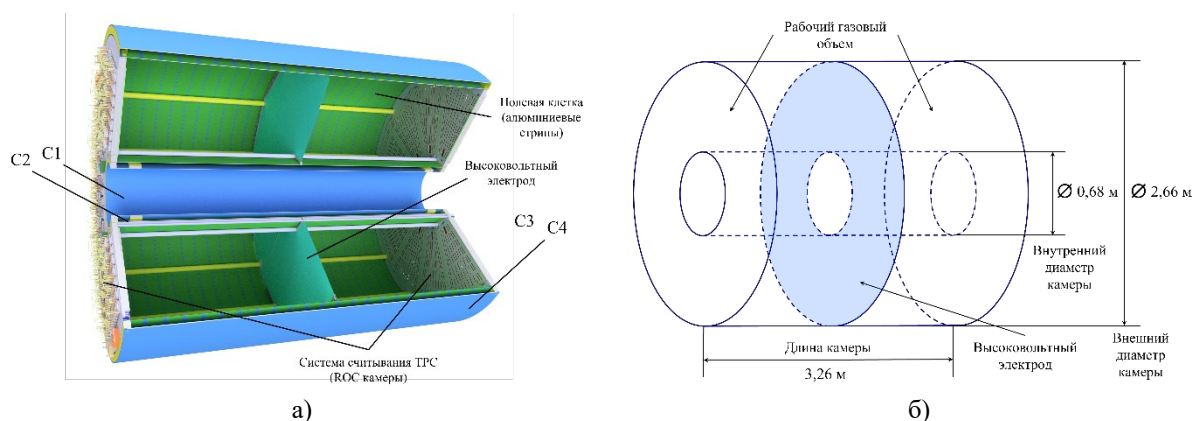 C2
C1
Полевая клетка
(алюминиевые
стрипы)
Высоковольтный
электрод
C3
C4
Система считывания TPC
(ROC камеры)
а)
Рабочий газовый
объем
Ø 0,68 м
Ø 2,66 м
Внутренний
диаметр
камеры
Длина камеры
3,26 м
Высоковольтный
электрод
Внешний
диаметр
камеры
б)